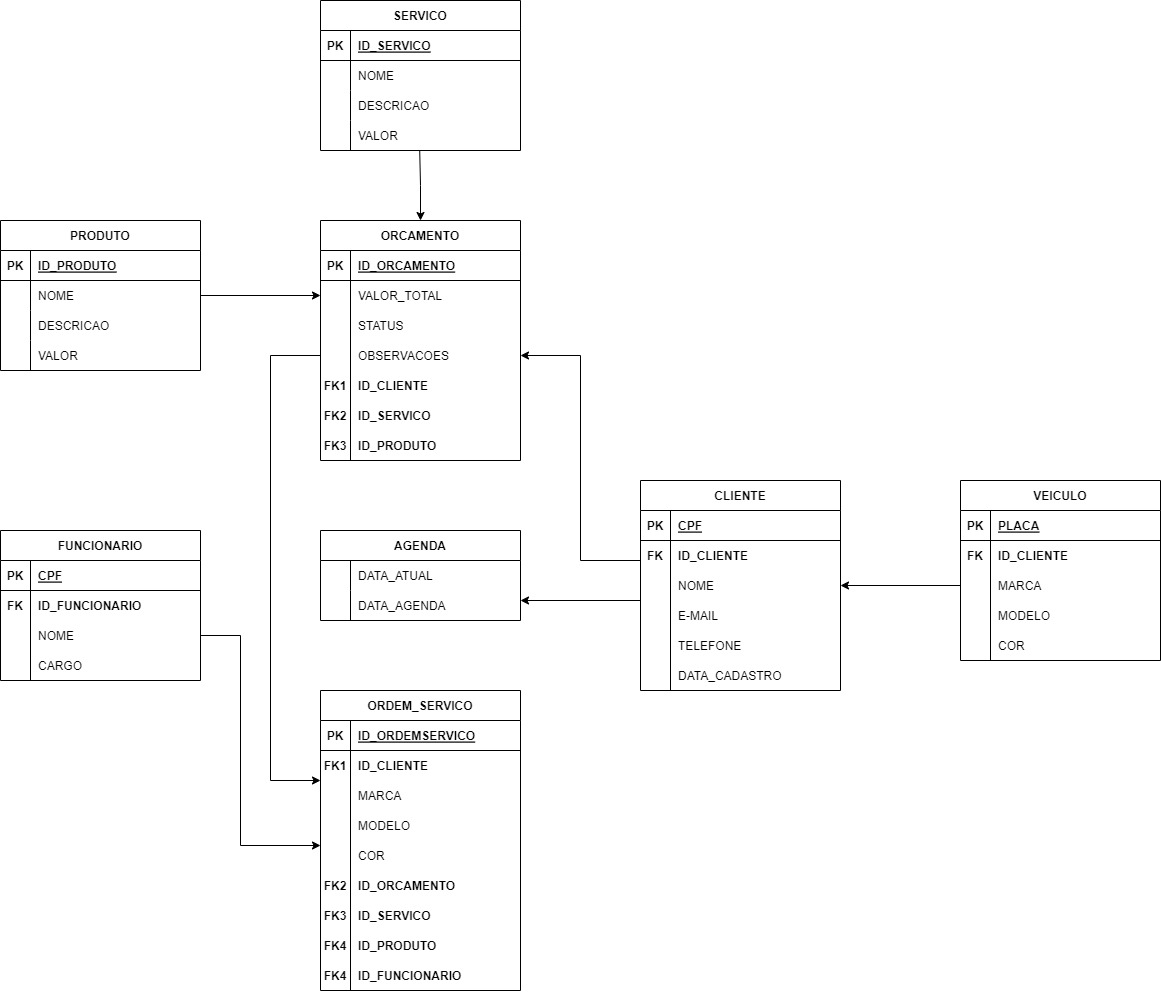 SERVICO
PK ID_SERVICO
NOME
DESCRICAO
VALOR
PRODUTO
PK ID_PRODUTO
NOME
DESCRICAO
VALOR
ORCAMENTO
PK ID_ORCAMENTO
VALOR_TOTAL
STATUS
OBSERVACOES
FK1 ID_CLIENTE
FK2 ID_SERVICO
FK3 ID_PRODUTO
CLIENTE
PK CPF
FK ID_CLIENTE
NOME
E-MAIL
TELEFONE
DATA_CADASTRO
VEICULO
PK PLACA
FK ID_CLIENTE
MARCA
MODELO
COR
FUNCIONARIO
PK CPF
FK ID_FUNCIONARIO
NOME
CARGO
AGENDA
DATA_ATUAL
DATA_AGENDA
ORDEM_SERVICO
PK ID_ORDEMSERVICO
FK1 ID_CLIENTE
MARCA
MODELO
COR
FK2 ID_ORCAMENTO
FK3 ID_SERVICO
FK4 ID_PRODUTO
FK4 ID_FUNCIONARIO